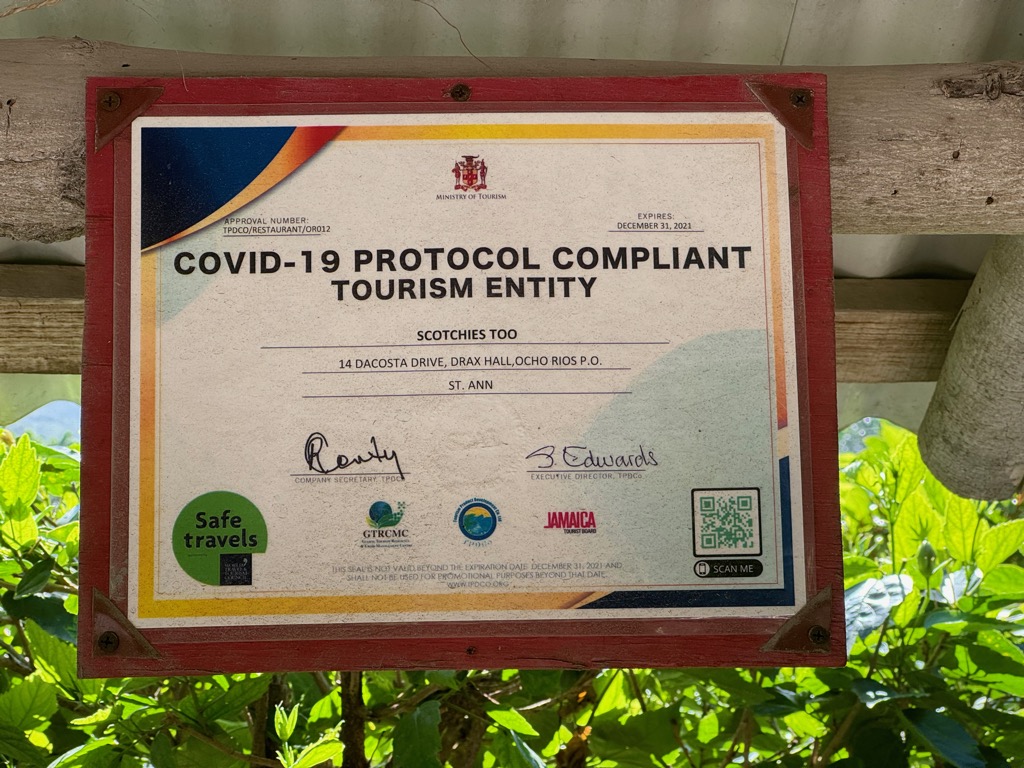 MINISTRY OF TOURISM
APPROVAL NUMBER:
TPDCO/RESTAURANT/OR012
EXPIRES:
DECEMBER 31, 2021
COVID-19 PROTOCOL COMPLIANT
TOURISM ENTITY
SCOTCHIES TOO
14 DACOSTA DRIVE, DRAX HALL,OCHO RIOS P.O.
ST. ANN
S. Edwards
COMPANY SECRETARY, TPDCo
EXECUTIVE DIRECTOR, TPDCo
Safe
travels
GTRCMC
JAMAICA
TOURIST BOARD
SCAN ME
THIS SEAL IS NOT VALID BEYOND THE EXPIRATION DATE DECEMBER 31, 2021 AND
SHALL NOT BE USED FOR PROMOTIONAL PURPOSES BEYOND THAT DATE.
WWW.TPDCO.ORG